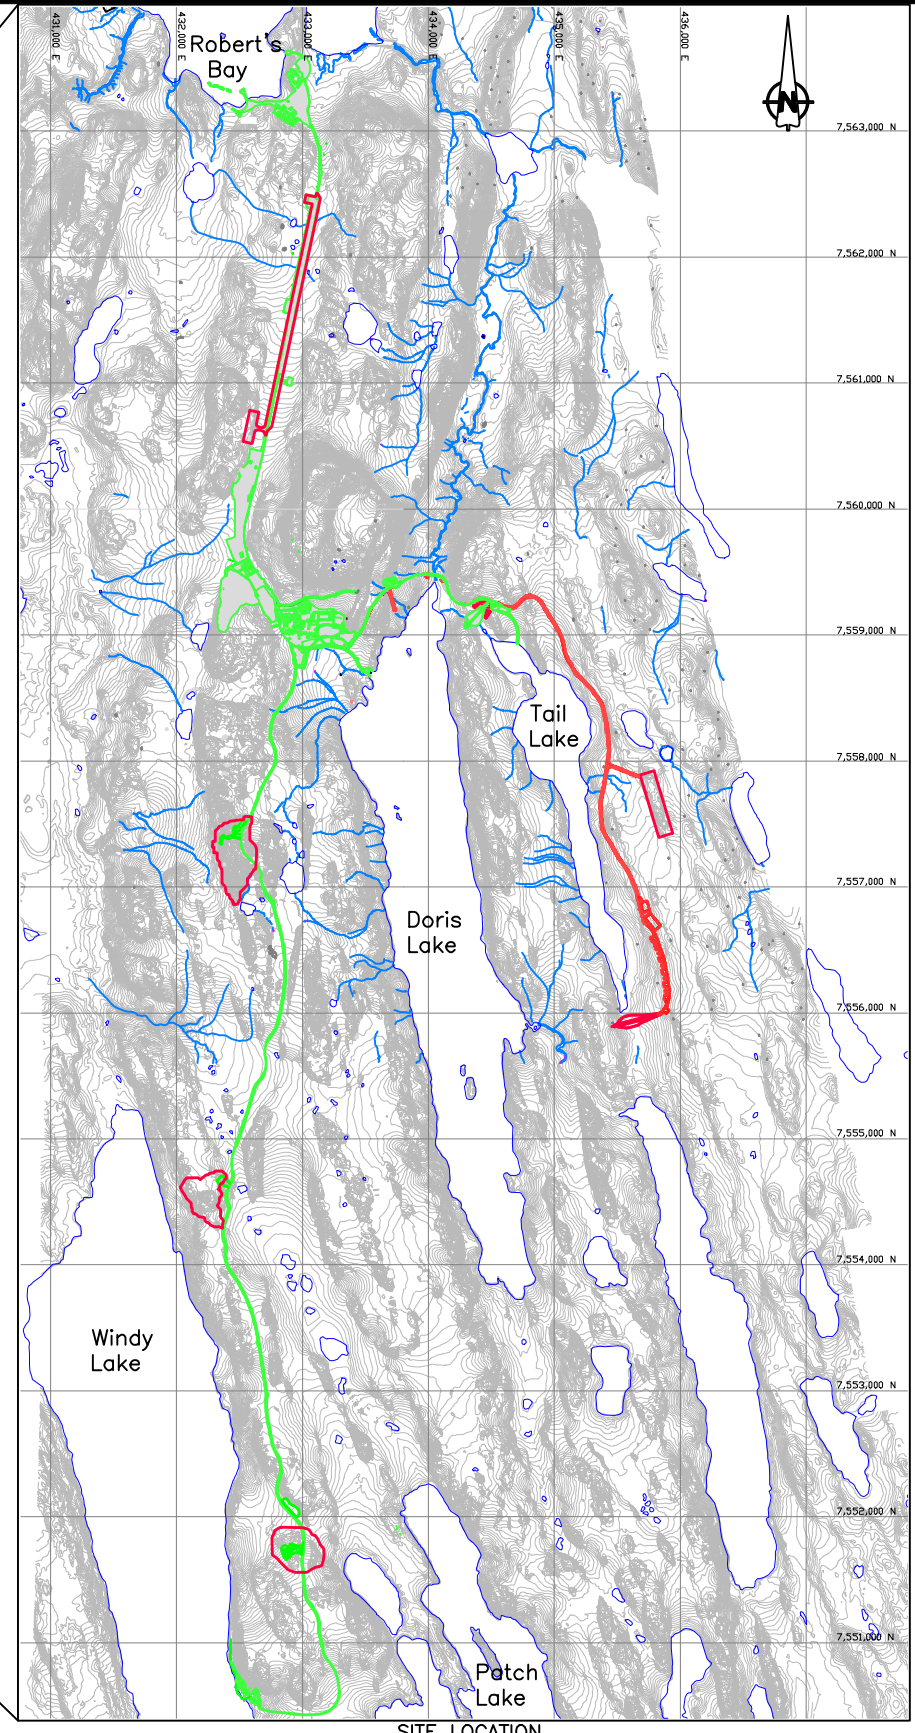 431,000 E
432,000 E
433,000 E
434,000 E
435,000 E
436,000 E
Robert's
Bay
N
7,563,000 N
7,562,000 N
7,561,000 N
7,560,000 N
7,559,000 N
Tail
Lake
7,558,000 N
7,557,000 N
Doris
Lake
7,556,000 N
7,555,000 N
7,554,000 N
Windy
Lake
7,553,000 N
7,552,000 N
7,551,000 N
Patch
Lake
SITE LOCATION